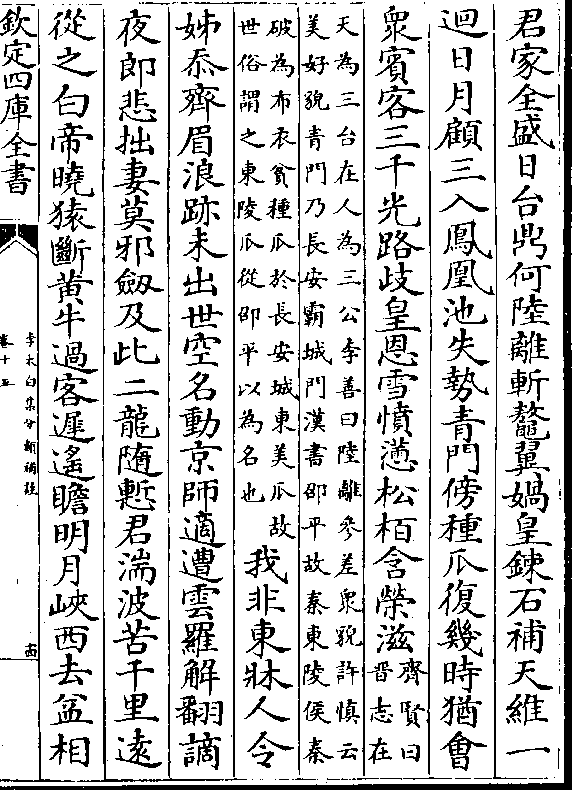 君家全盛日台鼎何陸離斬鼇翼媧皇鍊石補天維一
迴日月顧三入鳳凰池失勢青門傍種瓜復幾時猶會
衆賓客三千光路歧皇恩雪憤懣松栢含榮滋齊賢曰
晉志在
天為三台在人為三公李善曰陸離參差衆貌許慎云
美好貌青門乃長安霸城門漢書邵平故秦東陵侯秦
破為布衣貧種瓜於長安城東美瓜故
世俗謂之東陵瓜從邵平以為名也
我非東牀人令
姊忝齊眉浪跡未出世空名動京師適遭雲羅解翻謫
夜郎悲拙妻莫邪劔及此二龍隨慙君湍波苦千里逺
從之白帝曉猿斷黄牛過客遲遙瞻明月峽西去益相
欽定四庫全書
李太白集分類補註
卷十五